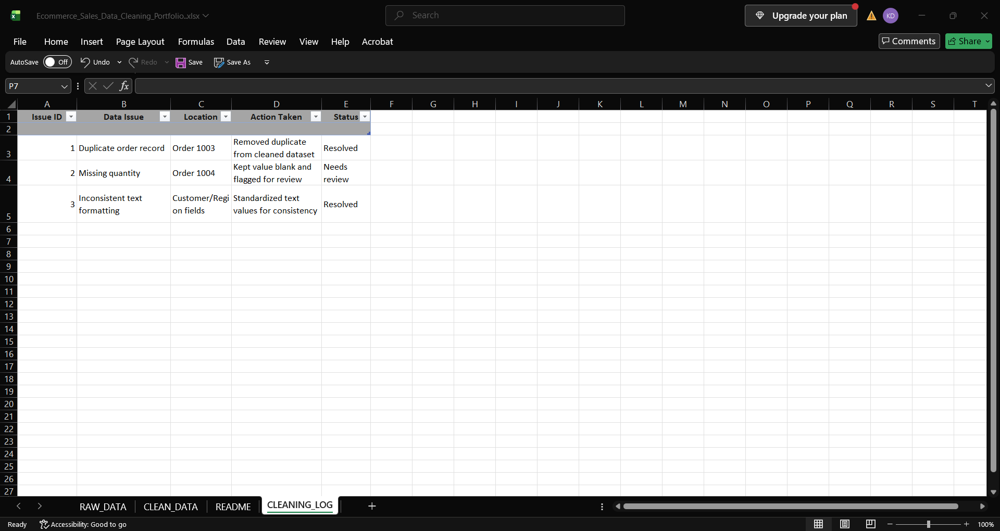 Ecommerce_Sales_Data_Cleaning_Portfolio..xlsx
Search
Upgrade your plan
KD
File Home Insert Page Layout Formulas Data Review View Help Acrobat
Comments
Share
AutoSave Off Undo Redo Save Save As
P7
fx
A B C D E F G H I J K L M N O P Q R S T
1 Issue ID Data Issue Location Action Taken Status
2
3 1 Duplicate order record Order 1003 Removed duplicate
from cleaned dataset Resolved
4 2 Missing quantity Order 1004 Kept value blank and
flagged for review Needs
review
5 3 Inconsistent text
formatting Customer/Regi
on fields Standardized text
values for consistency Resolved
6
7
8
9
10
11
12
13
14
15
16
17
18
19
20
21
22
23
24
25
26
27
RAW_DATA CLEAN_DATA README CLEANING_LOG
Ready Accessibility: Good to go 100%